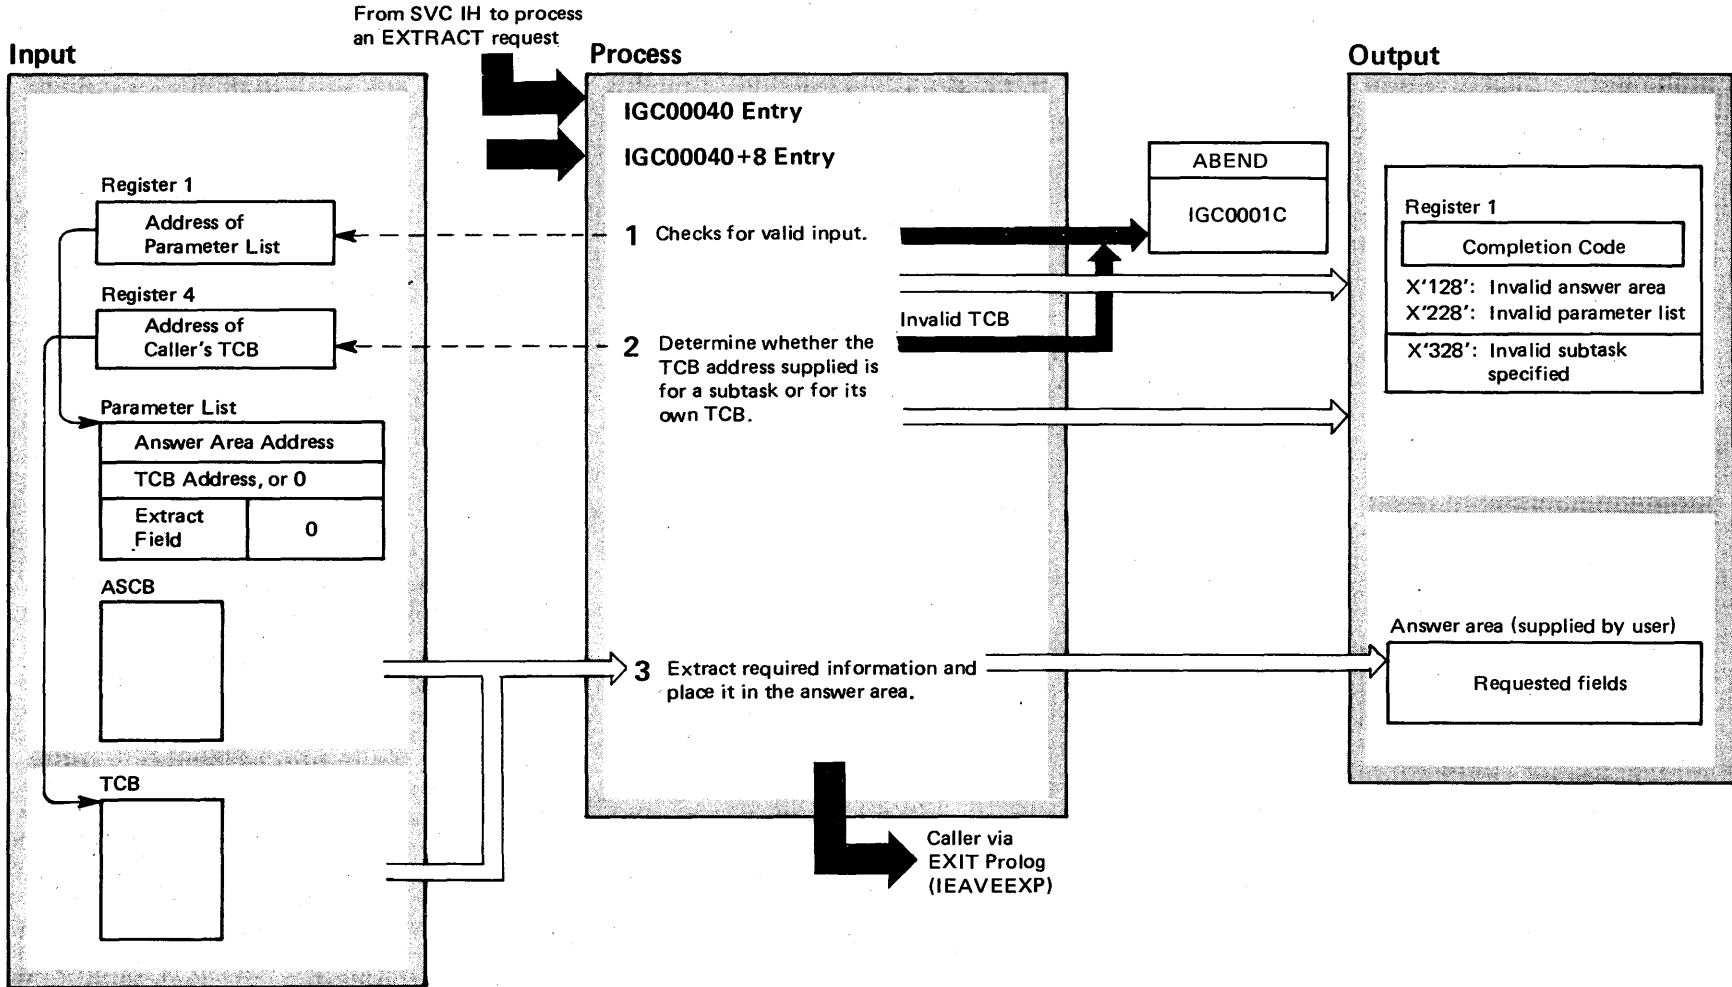 From SVC IH to process
an EXTRACT request
Input
Process
Output
IGC00040 Entry
IGC00040+8 Entry
ABEND
IGC0001C
Register 1
Address of
Parameter List
1 Checks for valid input.
Register 1
Completion Code
X'128': Invalid answer area
X'228': Invalid parameter list
X'328': Invalid subtask
specified
Register 4
Address of
Caller's TCB
Invalid TCB
2 Determine whether the
TCB address supplied is
for a subtask or for its
own TCB.
Parameter List
Answer Area Address
TCB Address, or 0
Extract
Field
0
ASCB
3 Extract required information and
place it in the answer area.
Answer area (supplied by user)
Requested fields
TCB
Caller via
EXIT Prolog
(IEAVEEXP)